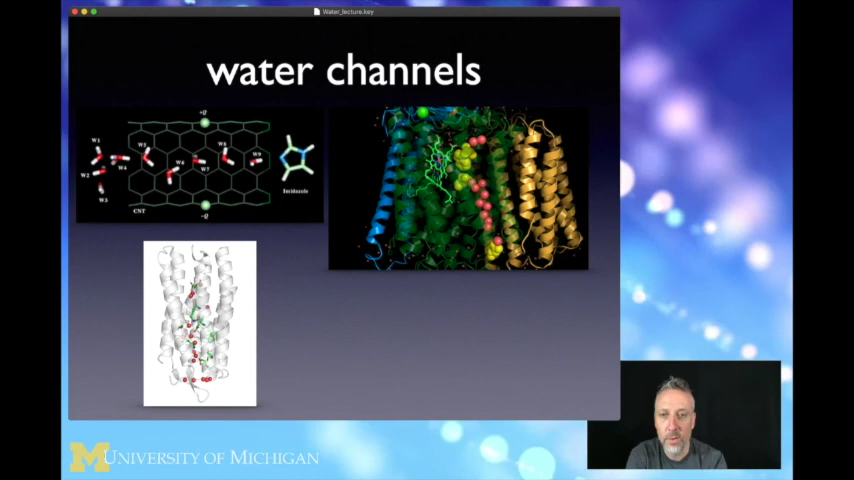 Water_lecture.key
water channels
+Q
W1
W2
W3
W4
W5
W6
W7
W8
W9
CNT
-Q
Imidazole
M UNIVERSITY OF MICHIGAN